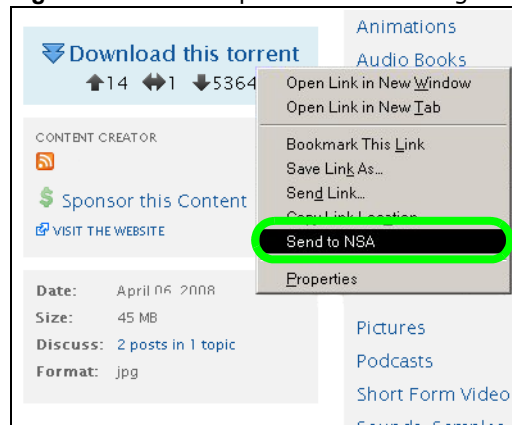 Download this torrent
14 1 5364
CONTENT CREATOR
Sponsor this Content
VISIT THE WEBSITE
Date: April 06 2008
Size: 45 MB
Discuss: 2 posts in 1 topic
Format: jpg
Open Link in New Window
Open Link in New Tab
Bookmark This Link
Save Link As...
Send Link...
Copy Link Location
Send to NSA
Properties
Animations
Audio Books
Pictures
Podcasts
Short Form Video